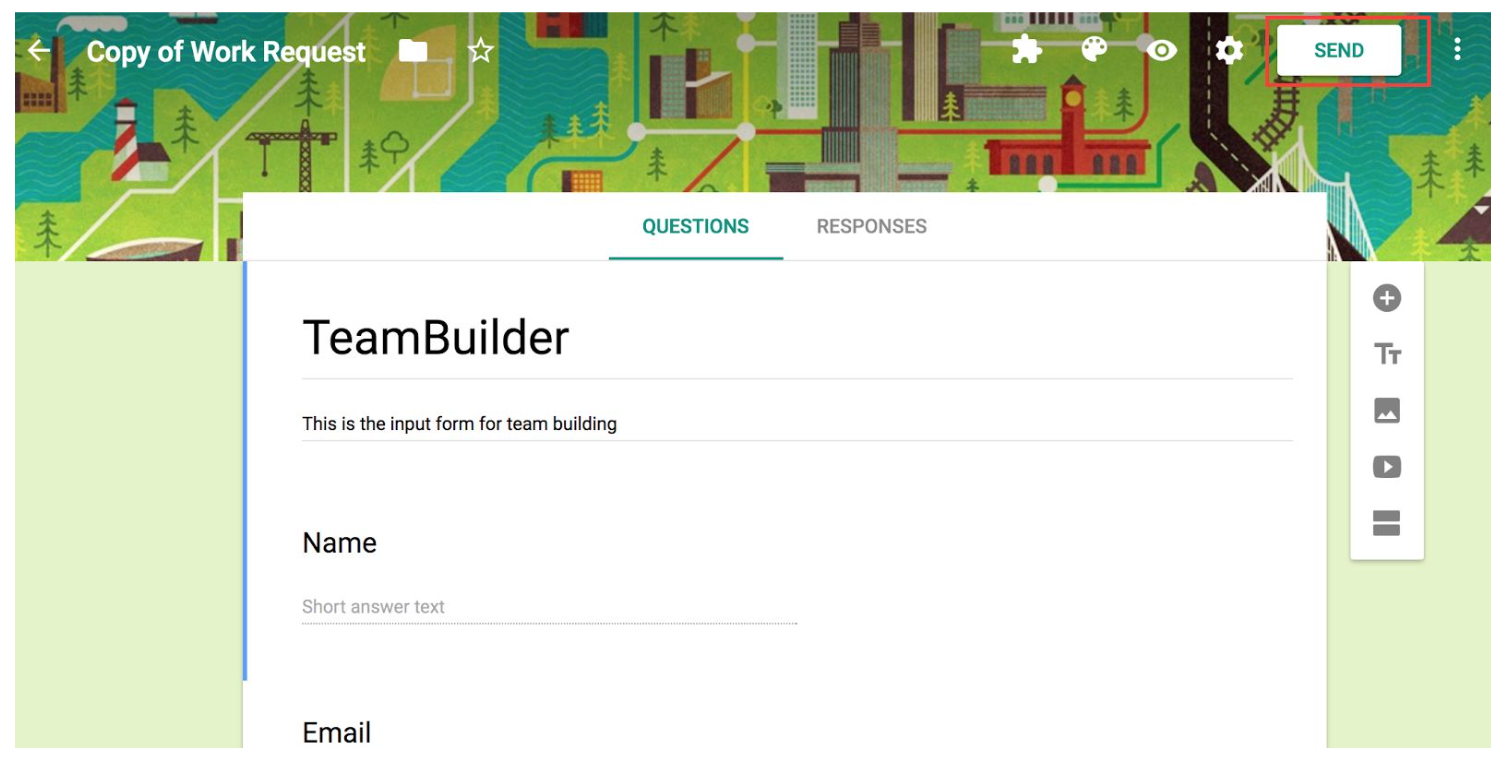 Copy of Work Request
SEND
QUESTIONS RESPONSES
TeamBuilder
This is the input form for team building
Name
Short answer text
Email